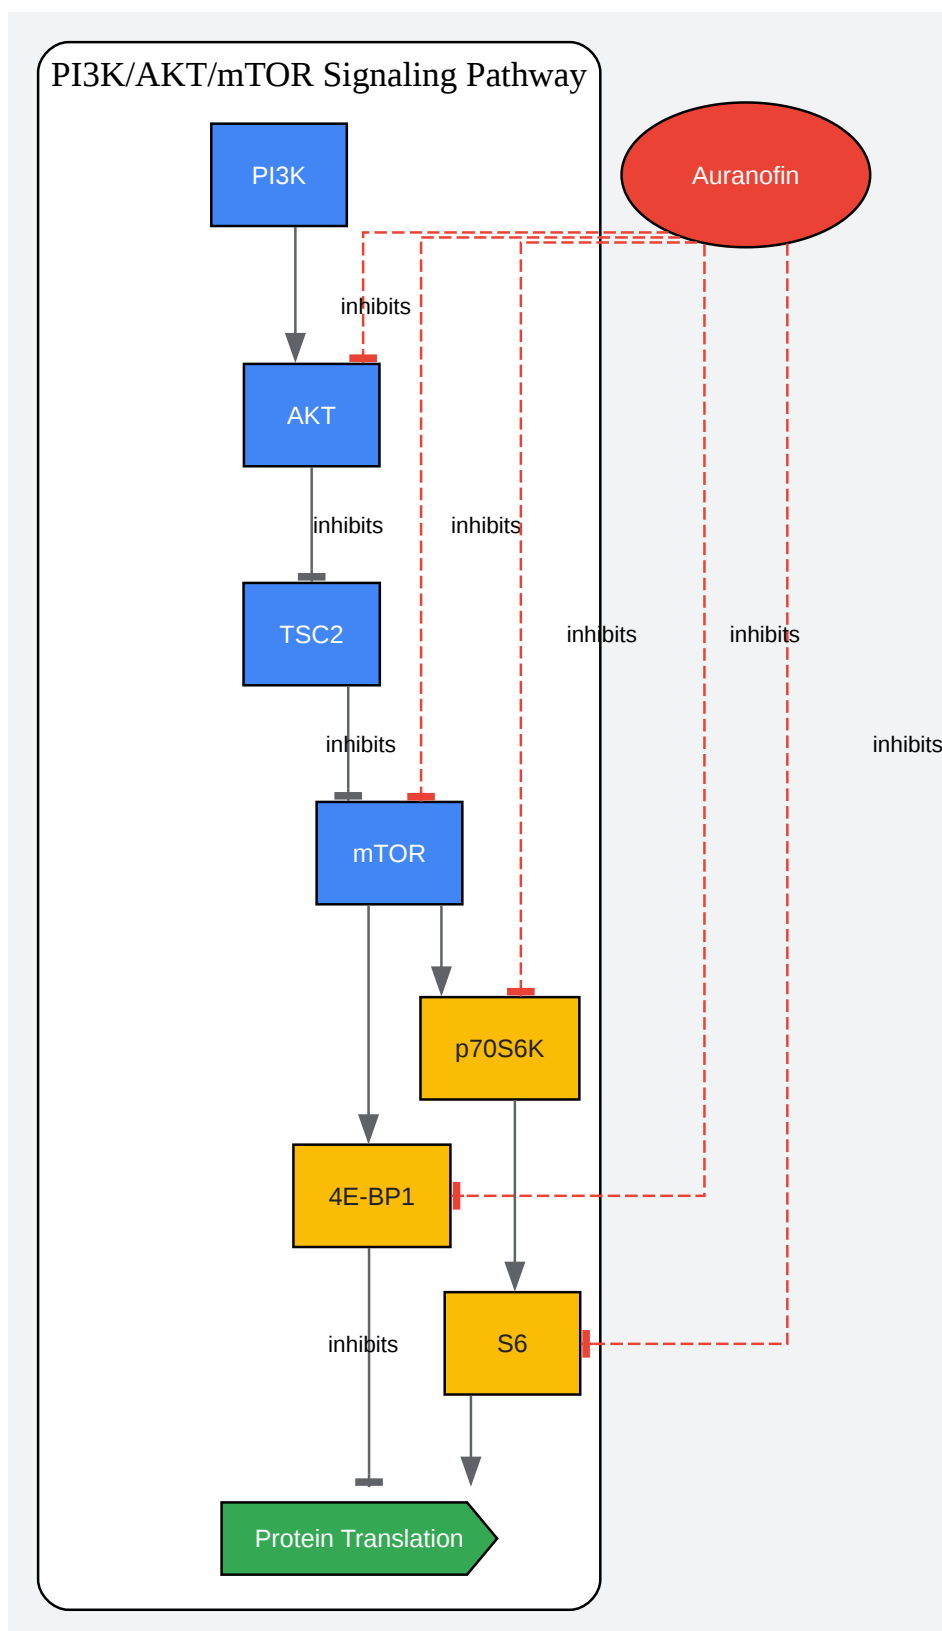 PI3K/AKT/mTOR Signaling Pathway
PI3K
Auranofin
inhibits
AKT
inhibits
inhibits
TSC2
inhibits
inhibits
inhibits
inhibits
mTOR
p70S6K
4E-BP1
inhibits
S6
Protein Translation